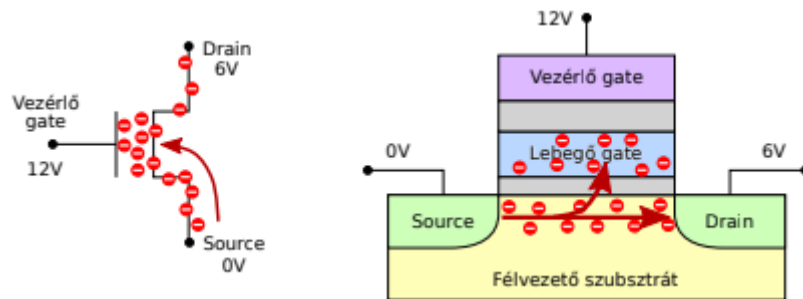 Drain
6V
Vezérlő
gate
12V
Source
0V
12V
Vezérlő gate
Lebegő gate
0V
6V
Source
Drain
Félvezető szubsztrát